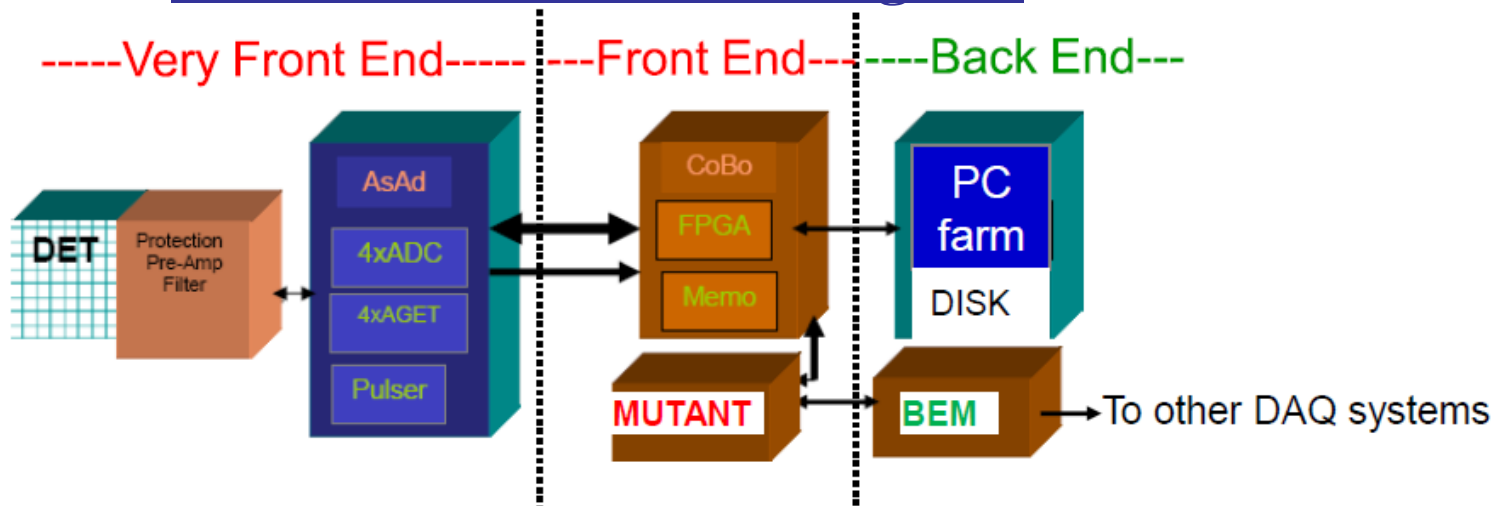 -----Very Front End-----
---Front End---
----Back End---
DET
Protection
Pre-Amp
Filter
AsAd
4xADC
4xAGET
Pulser
CoBo
FPGA
Memo
MUTANT
PC
farm
DISK
BEM
To other DAQ systems